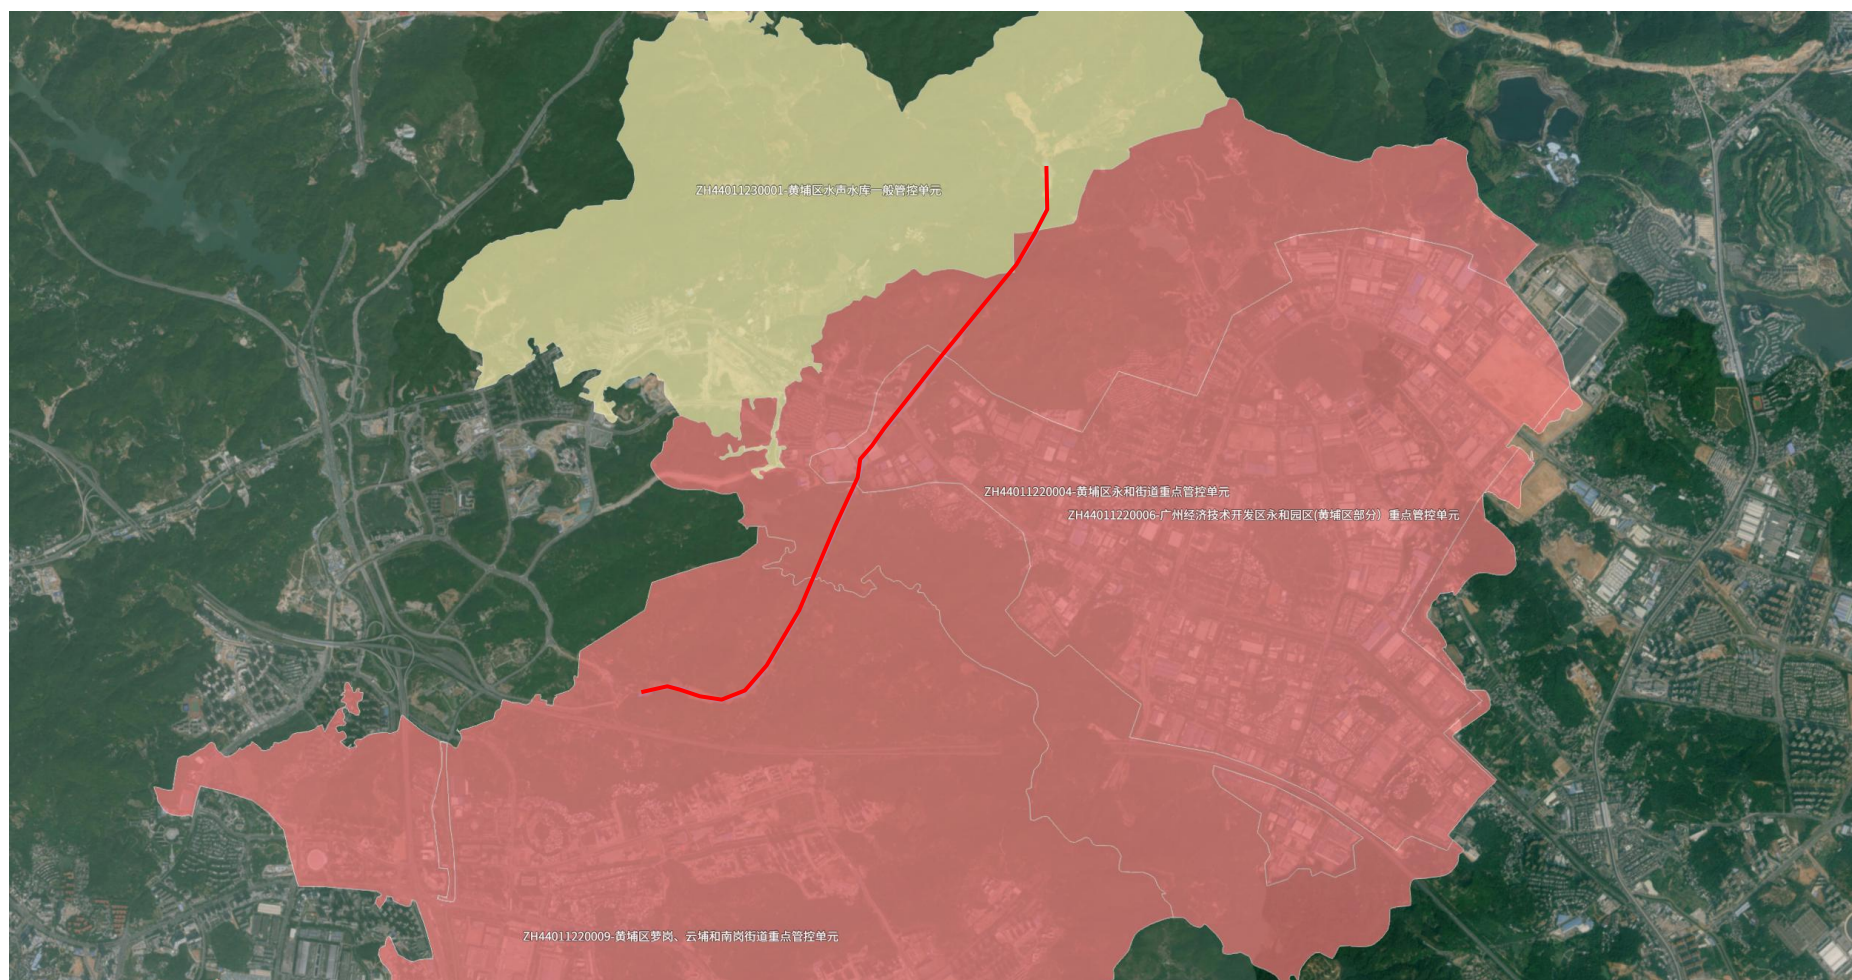 ZH44011230001-黄埔区水声水库一般管控单元
ZH44011220004-黄埔区永和街道重点管控单元
ZH44011220006-广州经济技术开发区永和园区(黄埔区部分）重点管控单元
ZH44011220009-黄埔区萝岗、云埔和南岗街道重点管控单元